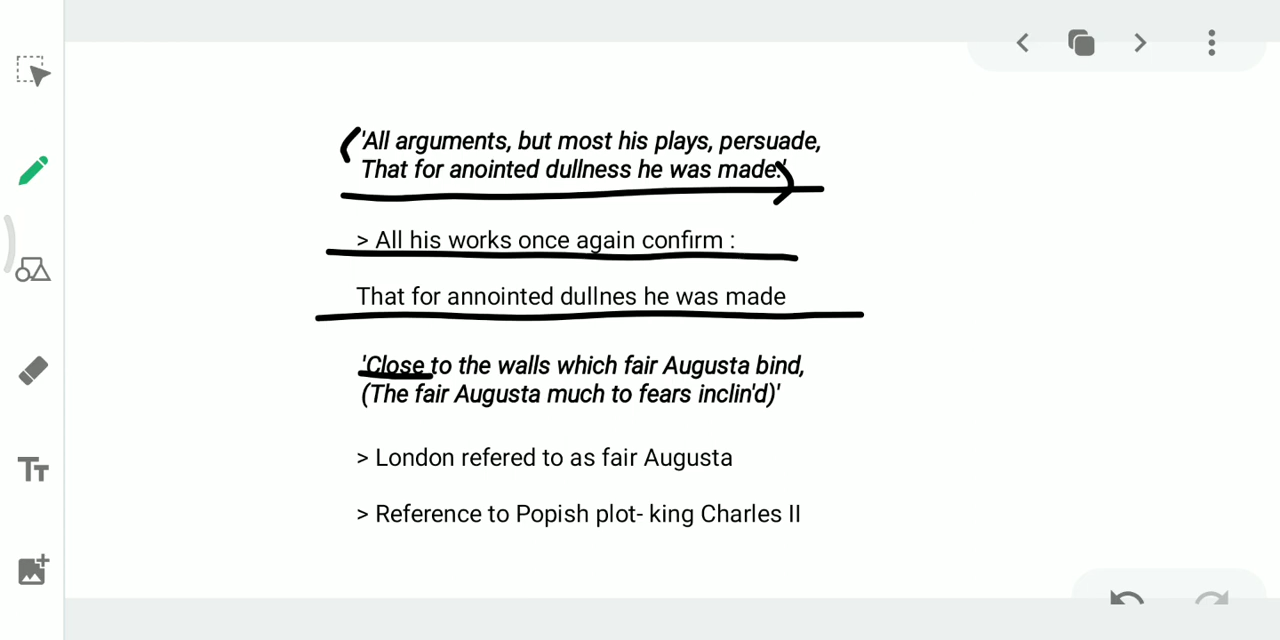 'All arguments, but most his plays, persuade,
That for anointed dullness he was made.'
> All his works once again confirm :
That for annointed dullnes he was made
'Close to the walls which fair Augusta bind,
(The fair Augusta much to fears inclin'd)'
> London refered to as fair Augusta
> Reference to Popish plot- king Charles II